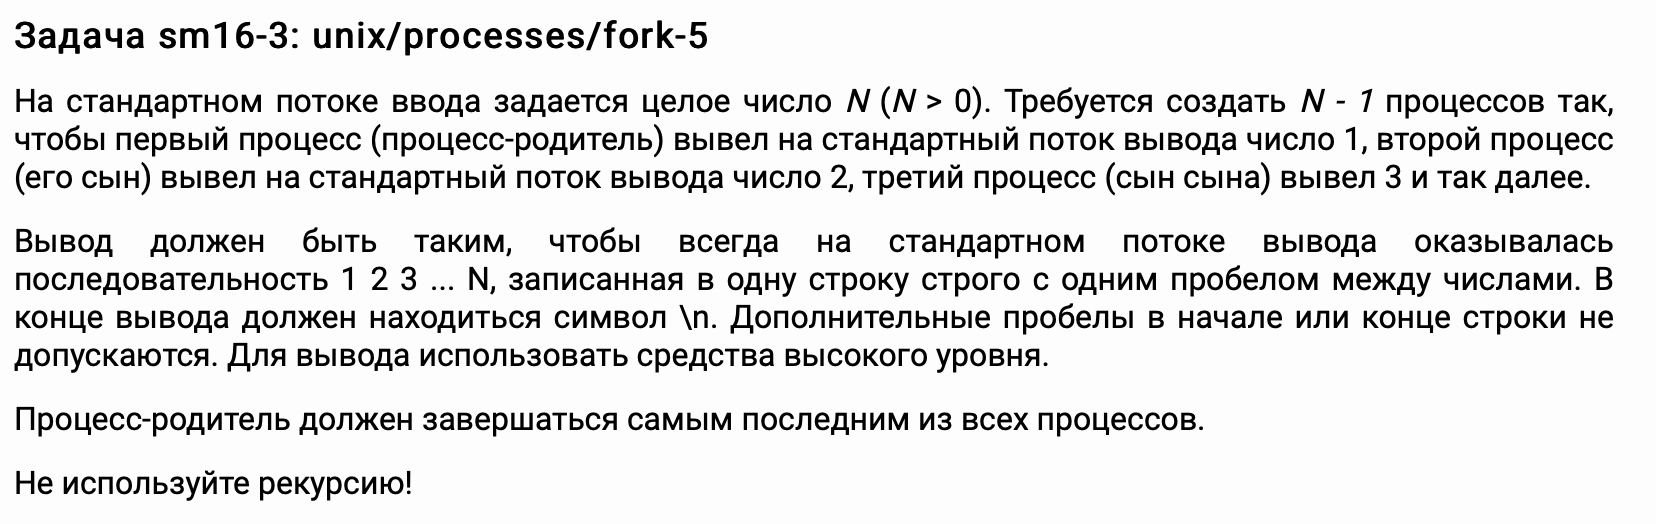 Задача sm16-3: unix/processes/fork-5
На стандартном потоке ввода задается целое число N (N > 0). Требуется создать N - 1 процессов так,
чтобы первый процесс (процесс-родитель) вывел на стандартный поток вывода число 1, второй процесс
(его сын) вывел на стандартный поток вывода число 2, третий процесс (сын сына) вывел 3 и так далее.
Вывод должен быть таким, чтобы всегда на стандартном потоке вывода оказывалась
последовательность 1 2 3 ... N, записанная в одну строку строго с одним пробелом между числами. В
конце вывода должен находиться символ \n. Дополнительные пробелы в начале или конце строки не
допускаются. Для вывода использовать средства высокого уровня.
Процесс-родитель должен завершаться самым последним из всех процессов.
Не используйте рекурсию!